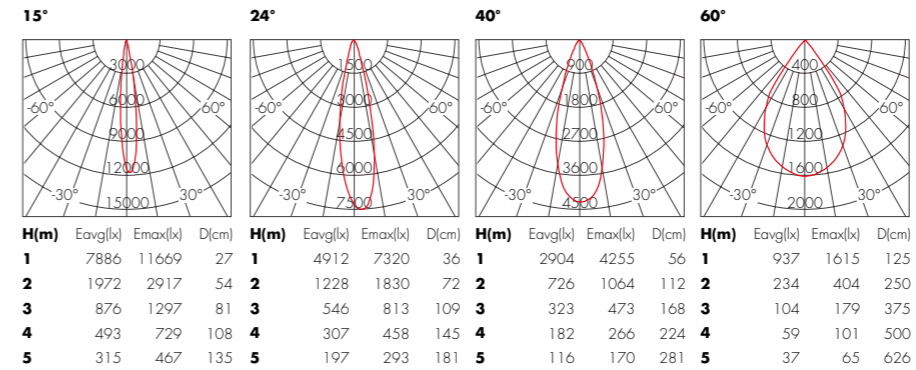 15° 24° 40° 60°
3000 1500 900 400
6000 3000 1800 800
-60° 60° -60° 60° -60° 60° -60° 60°
9000 4500 2700 1200
12000 6000 3600 1600
-30° 30° -30° 30° -30° 30° -30° 30°
15000 7500 4500 2000
H(m) Eavg(lx) Emax(lx) D(cm) H(m) Eavg(lx) Emax(lx) D(cm) H(m) Eavg(lx) Emax(lx) D(cm) H(m) Eavg(lx) Emax(lx) D(cm)
1 7886 11669 27 1 4912 7320 36 1 2904 4255 56 1 937 1615 125
2 1972 2917 54 2 1228 1830 72 2 726 1064 112 2 234 404 250
3 876 1297 81 3 546 813 109 3 323 473 168 3 104 179 375
4 493 729 108 4 307 458 145 4 182 266 224 4 59 101 500
5 315 467 135 5 197 293 181 5 116 170 281 5 37 65 626